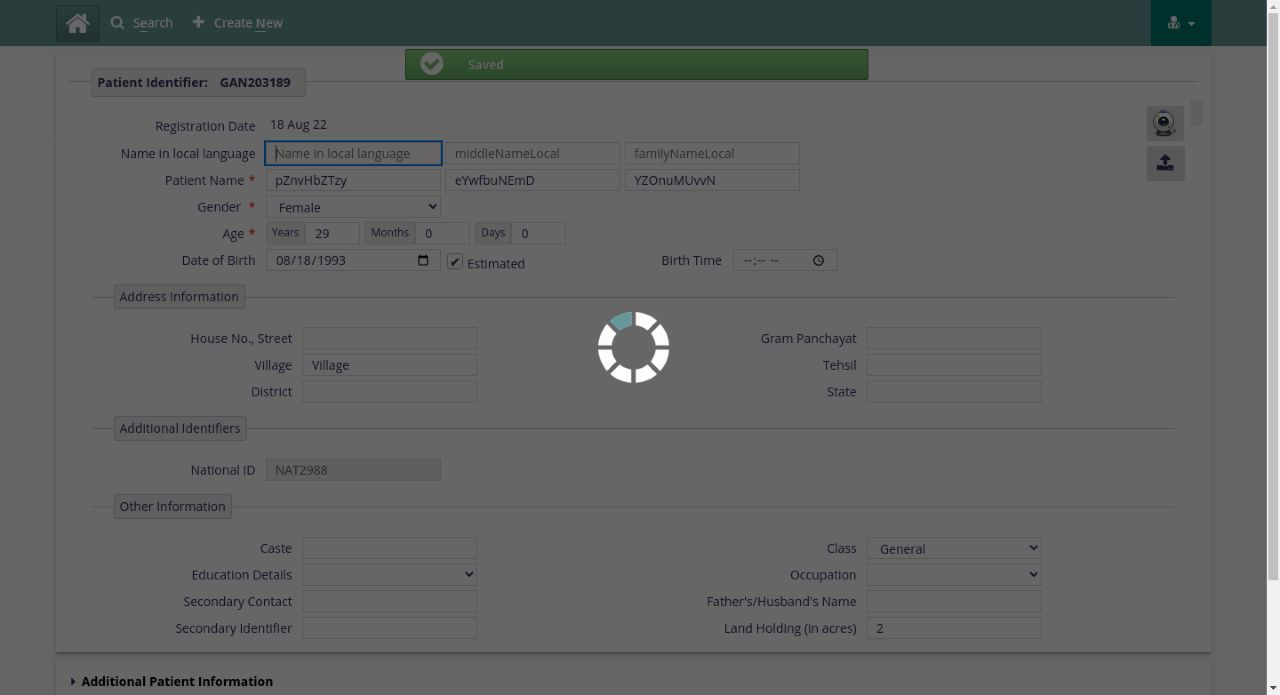 Search Create New
Saved
Patient Identifier: GAN203189
Registration Date 18 Aug 22
Name in local language Name in local language middleNameLocal familyNameLocal
Patient Name * pZnvHbZTzy eYwfbuNEmD YZOnuMUvvN
Gender * Female
Age * Years 29 Months 0 Days 0
Date of Birth 08/18/1993 Estimated Birth Time --:-- --
Address Information
House No., Street Gram Panchayat
Village Village Tehsil
District State
Additional Identifiers
National ID NAT2988
Other Information
Caste Class General
Education Details Occupation
Secondary Contact Father's/Husband's Name
Secondary Identifier Land Holding (in acres) 2
Additional Patient Information